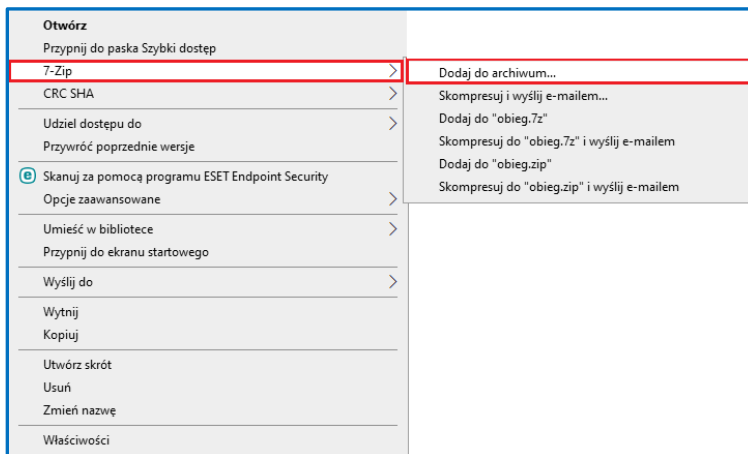 Otwórz
Przypnij do paska Szybki dostęp
7-Zip
CRC SHA
Udziel dostępu do
Przywróć poprzednie wersje
Skanuj za pomocą programu ESET Endpoint Security
Opcje zaawansowane
Umieść w bibliotece
Przypnij do ekranu startowego
Wyślij do
Wytnij
Kopiuj
Utwórz skrót
Usuń
Zmień nazwę
Właściwości
Dodaj do archiwum...
Skompresuj i wyślij e-mailem...
Dodaj do "obieg.7z"
Skompresuj do "obieg.7z" i wyślij e-mailem
Dodaj do "obieg.zip"
Skompresuj do "obieg.zip" i wyślij e-mailem